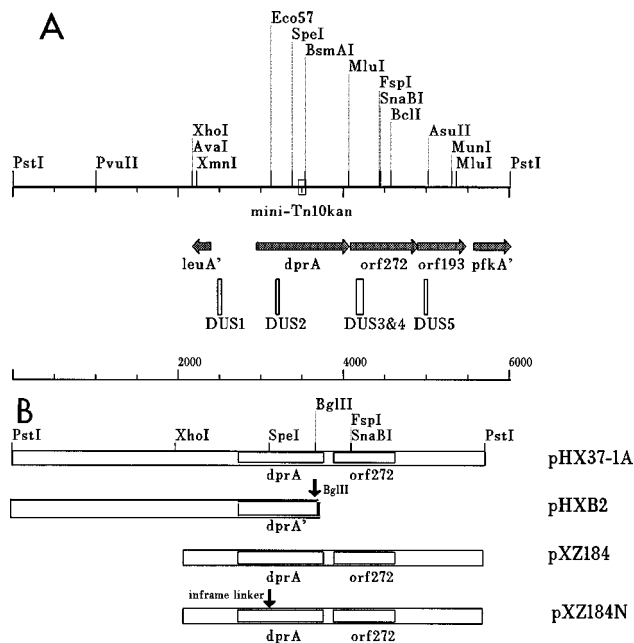 A
Eco57
SpeI
BsmAI
MluI
FspI
SnaBI
BclI
XhoI
AvaI
XmnI
AsuII
MunI
MluI
PstI
PvuII
PstI
mini-Tn10kan
leuA' dprA orf272 orf193 pfkA'
DUS1 DUS2 DUS3&4 DUS5
2000 4000 6000
B
BglII
FspI
SnaBI
PstI XhoI SpeI PstI
pHX37-1A
dprA orf272
BglII
pHXB2
dprA'
pXZ184
dprA orf272
inframe linker
pXZ184N
dprA orf272